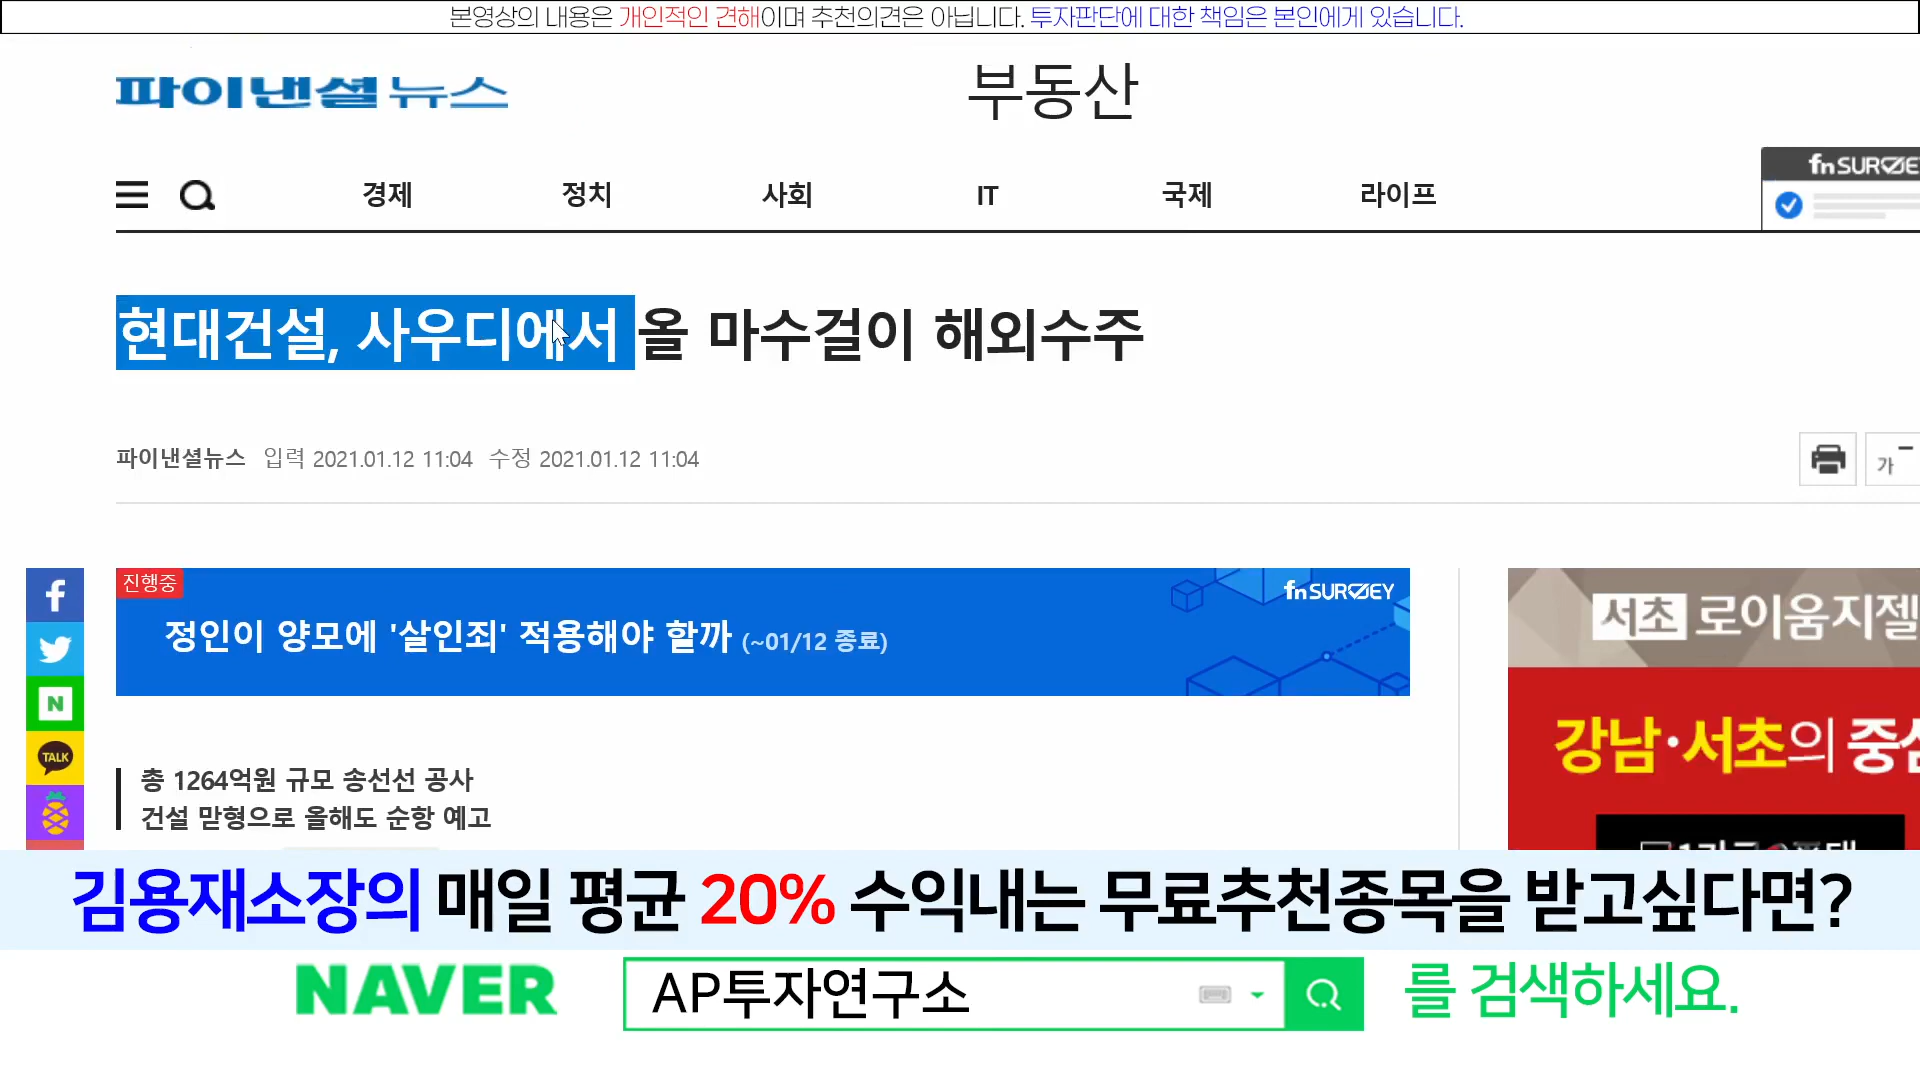 본영상의 내용은 개인적인 견해이며 추천의견은 아닙니다. 투자판단에 대한 책임은 본인에게 있습니다.
파이낸셜뉴스
부동산
경제
정치
사회
IT
국제
라이프
fn SURVEY
현대건설, 사우디에서 올 마수걸이 해외수주
파이낸셜뉴스 입력 2021.01.12 11:04 수정 2021.01.12 11:04
가
진행중
fn SURVEY
정인이 양모에 '살인죄' 적용해야 할까 (~01/12 종료)
서초 로이움지젤
강남·서초의
N
TALK
총 1264억원 규모 송선선 공사
건설 맏형으로 올해도 순항 예고
김용재소장의 매일 평균 20% 수익내는 무료추천종목을 받고싶다면?
NAVER
AP투자연구소
를 검색하세요.